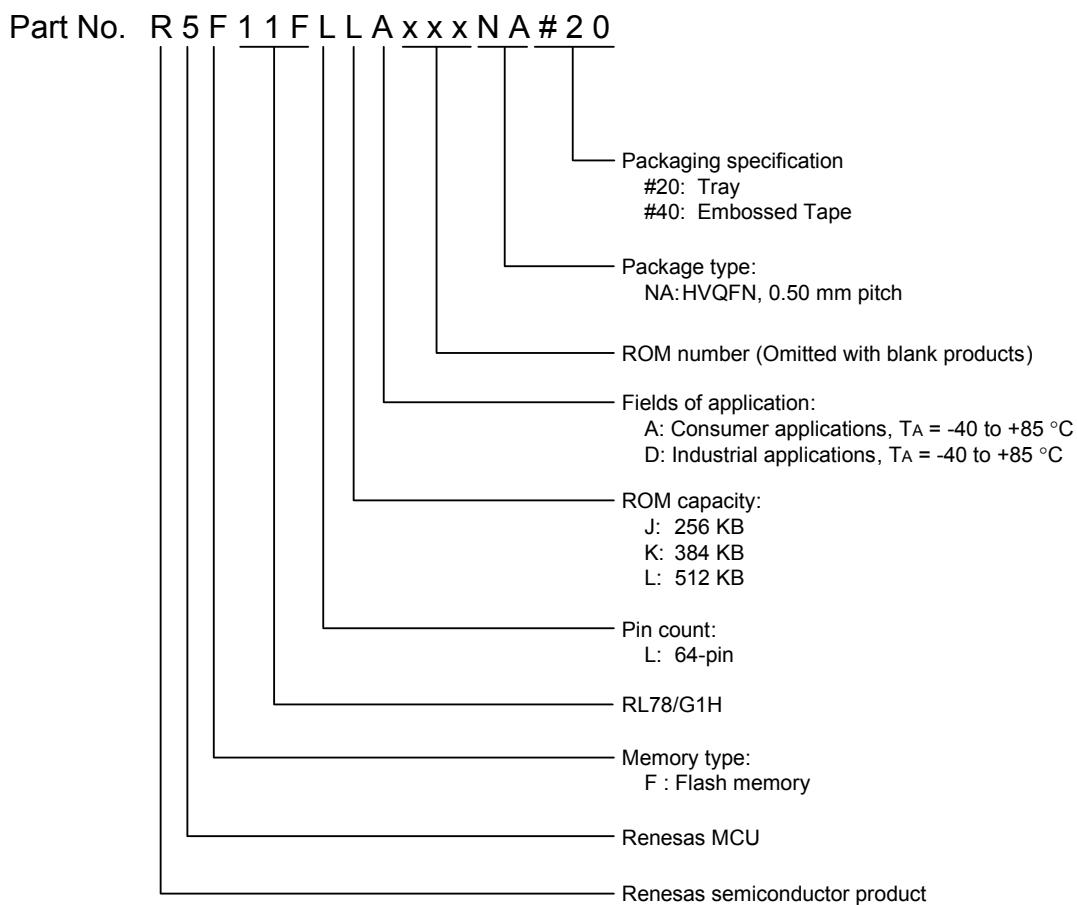 Part No. R 5 F 1 1 F L L A x x x N A # 2 0
Packaging specification
#20: Tray
#40: Embossed Tape
Package type:
NA:HVQFN, 0.50 mm pitch
ROM number (Omitted with blank products)
Fields of application:
A: Consumer applications, TA = -40 to +85 °C
D: Industrial applications, TA = -40 to +85 °C
ROM capacity:
J: 256 KB
K: 384 KB
L: 512 KB
Pin count:
L: 64-pin
RL78/G1H
Memory type:
F : Flash memory
Renesas MCU
Renesas semiconductor product